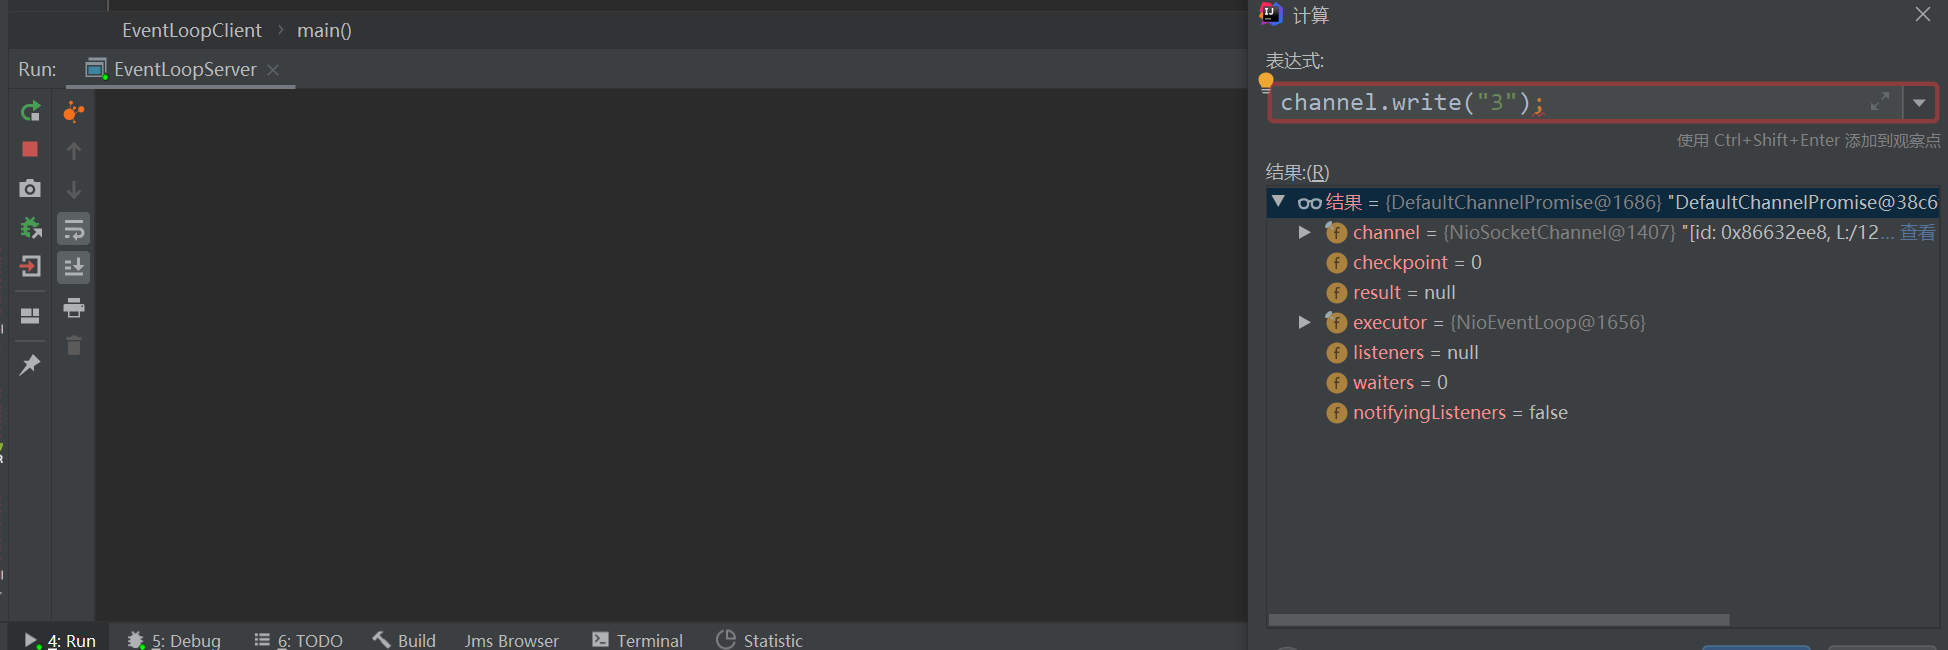 EventLoopClient › main()
Run: EventLoopServer
4: Run 5: Debug 6: TODO Build Jms Browser Terminal Statistic
计算
表达式:
channel.write("3");
使用 Ctrl+Shift+Enter 添加到观察点
结果:(R)
结果 = {DefaultChannelPromise@1686} "DefaultChannelPromise@38c6
channel = {NioSocketChannel@1407} "[id: 0x86632ee8, L:/12... 查看
checkpoint = 0
result = null
executor = {NioEventLoop@1656}
listeners = null
waiters = 0
notifyingListeners = false